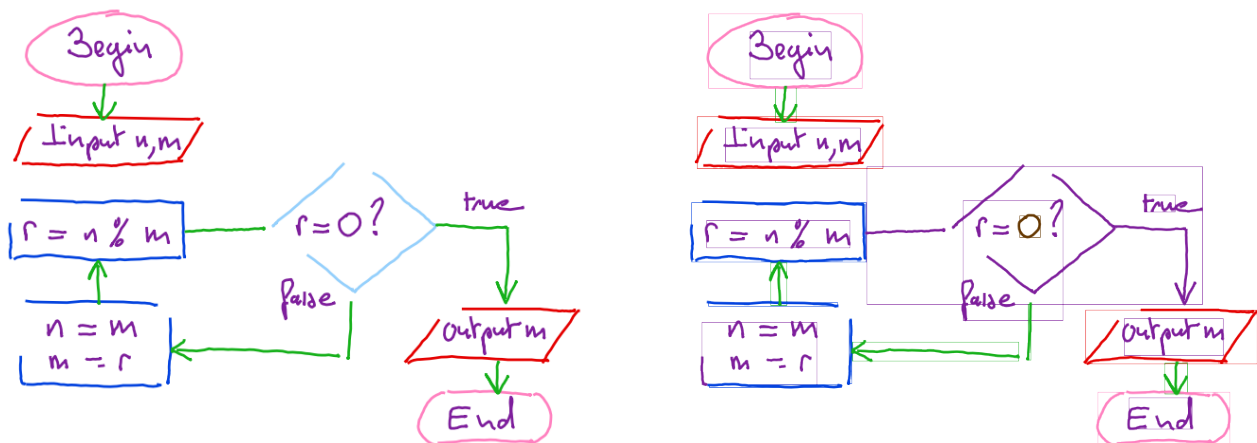 Begin
Input n,m
r = n % m
r = 0?
true
false
n = m
m = r
output m
End
Begin
Input n,m
r = n % m
r = 0?
true
false
n = m
m = r
output m
End